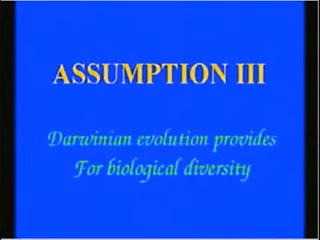 ASSUMPTION III
Darwinian evolution provides
For biological diversity